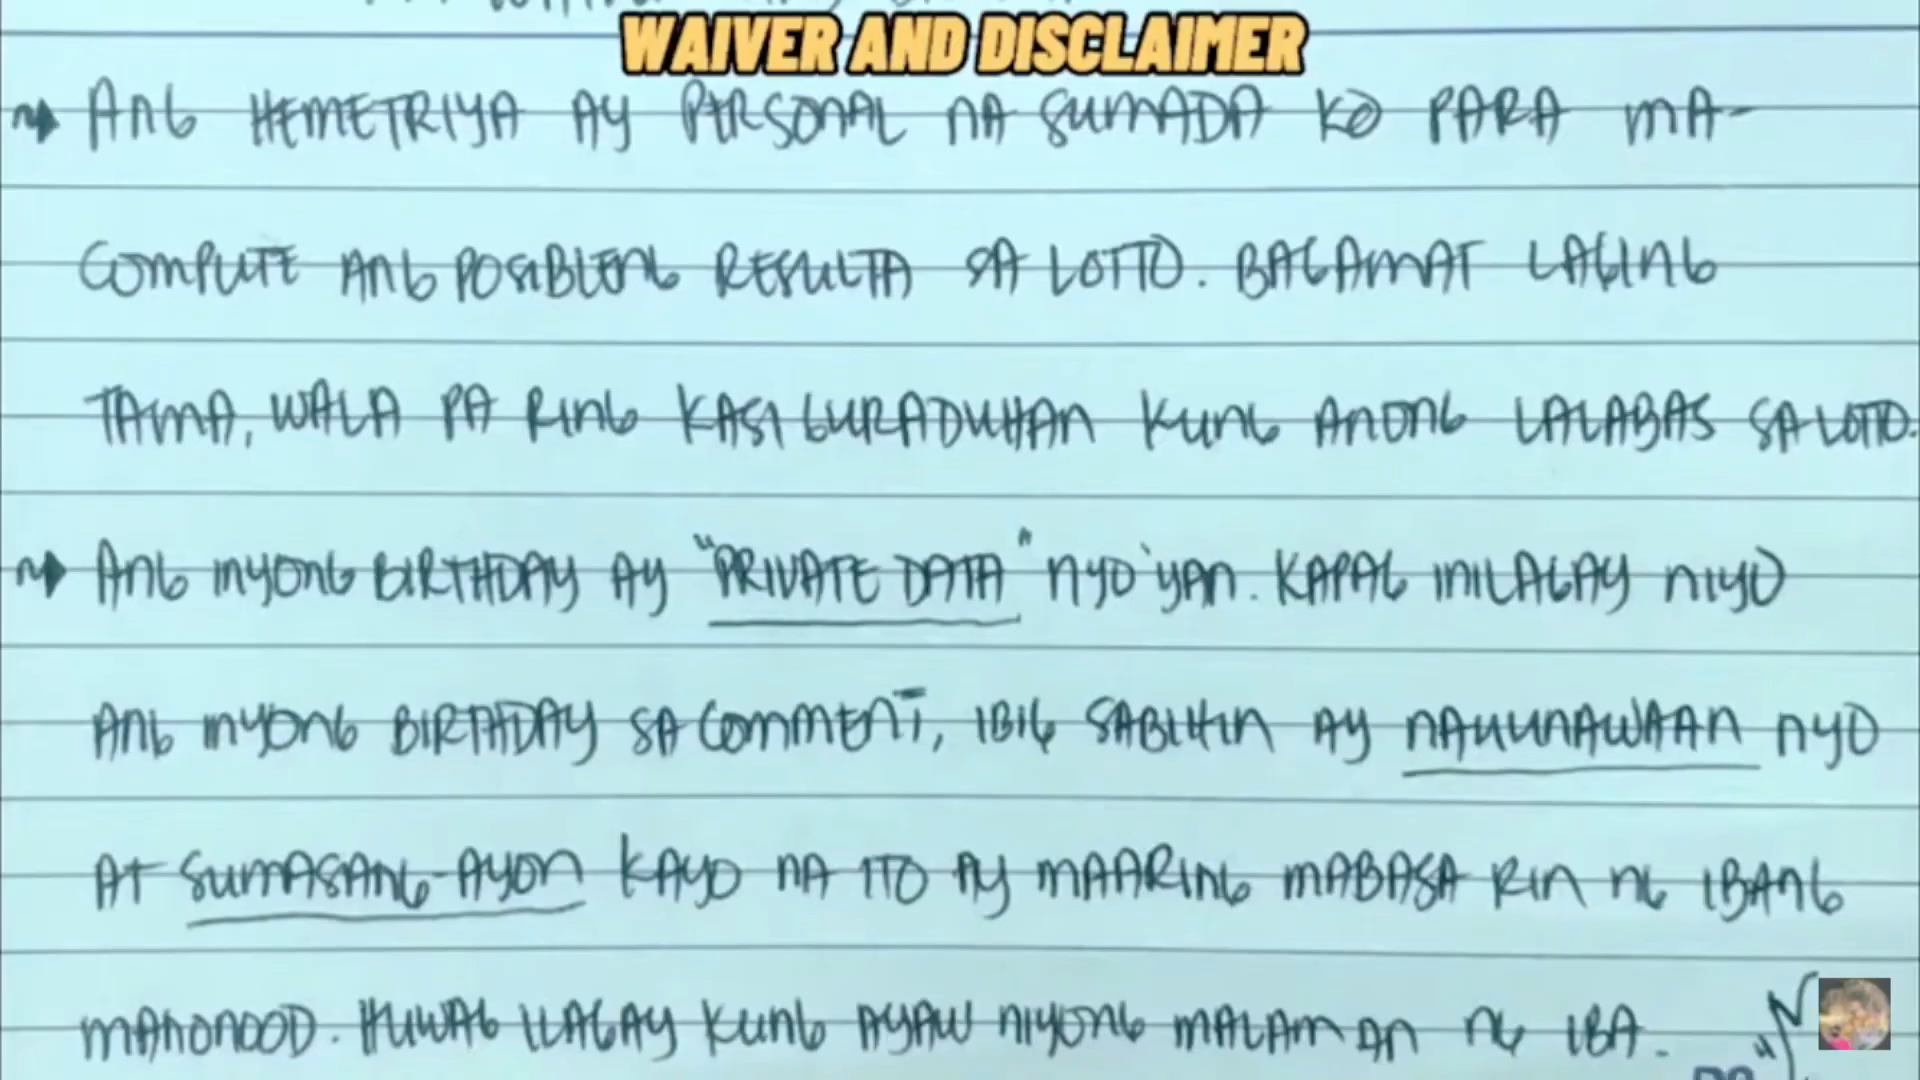 WAIVER AND DISCLAIMER
ANG HEMETRIYA AY PERSONAL NA SUMADA KO PARA MA-
COMPUTE ANG POSIBLENG RESULTA SA LOTTO. BAGAMAT LAGING
TAMA, WALA PA RING KASIGURADUHAN KUNG ANONG LALABAS SA LOTTO.
ANG INYONG BIRTHDAY AY "PRIVATE DATA" NYO 'YAN. KAPAG INILAGAY NIYO
ANG INYONG BIRTHDAY SA COMMENT, IBIG SABIHIN AY NAUUNAWAAN NYO
AT SUMASANG-AYON KAYO NA ITO AY MAARING MABASA RIN NG IBANG
MANONOOD. HUWAG ILAGAY KUNG AYAW NIYONG MALAMAN NG IBA.